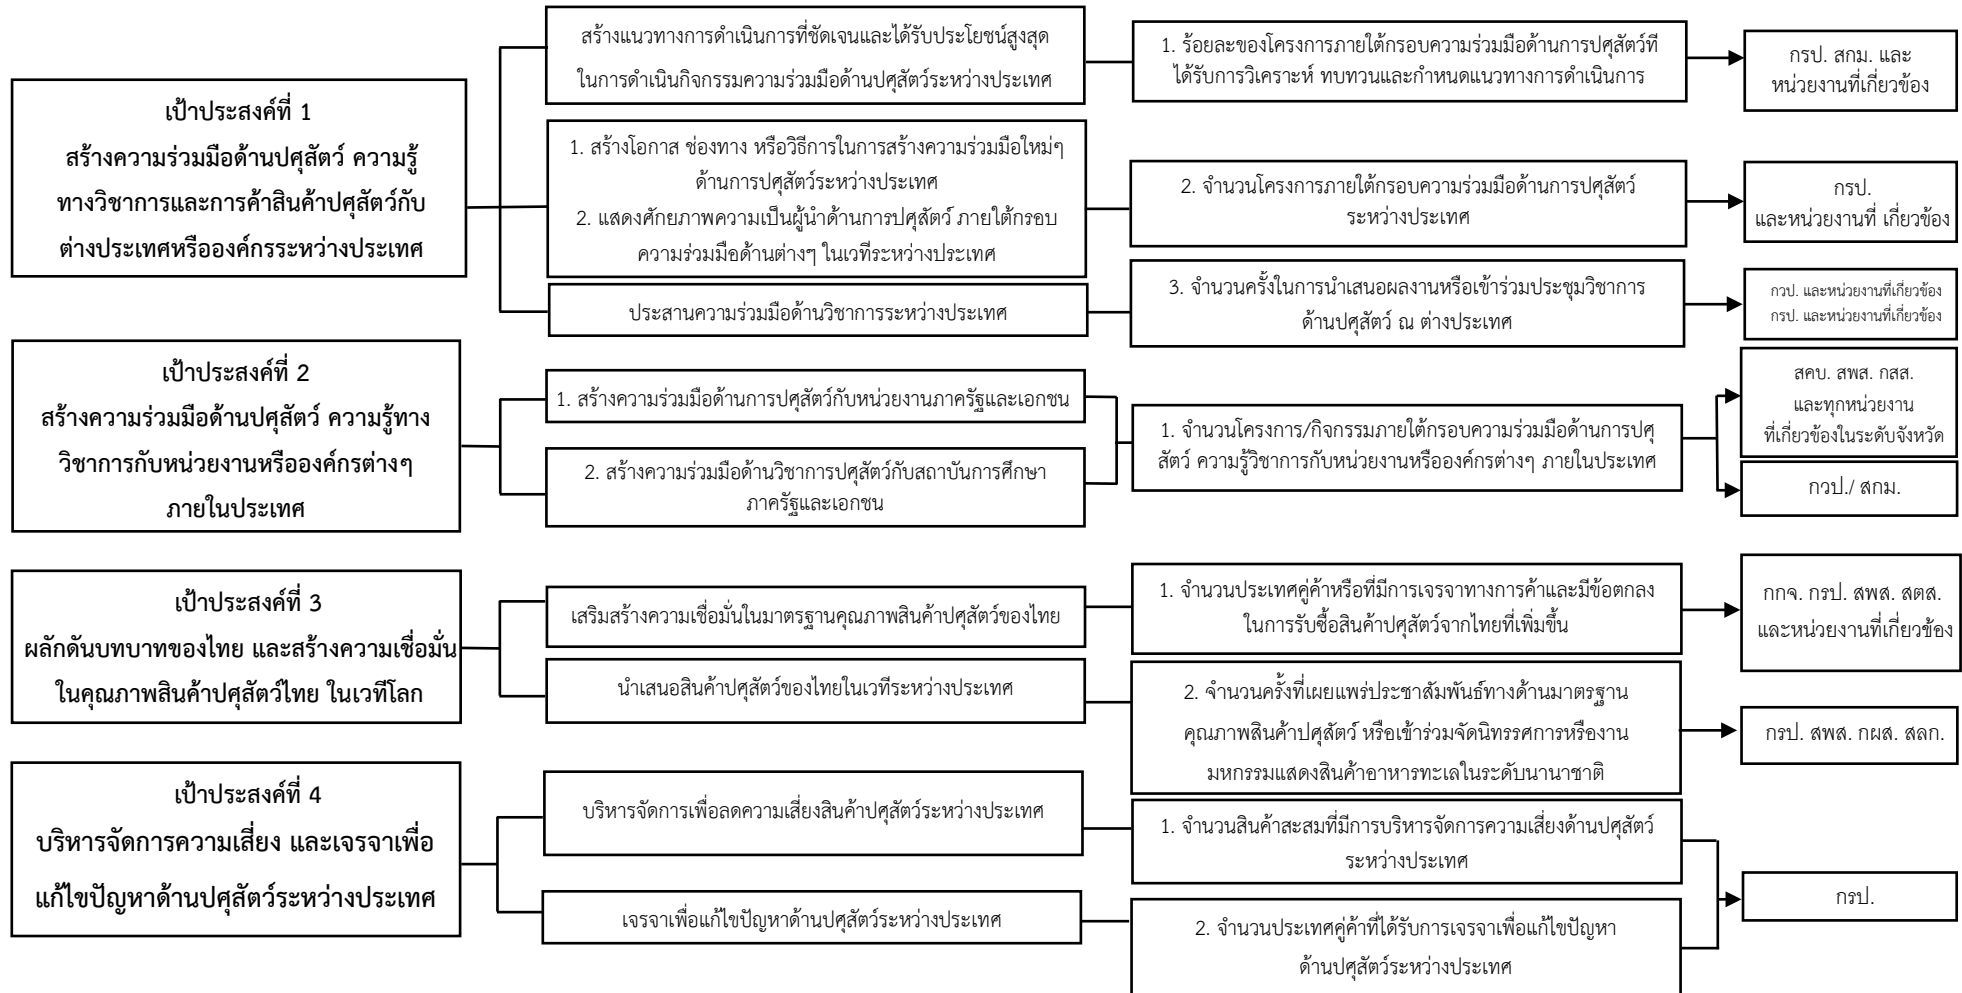 เป้าประสงค์ที่ 1
สร้างความร่วมมือด้านปศุสัตว์ ความรู้
ทางวิชาการและการค้าสินค้าปศุสัตว์กับ
ต่างประเทศหรือองค์กรระหว่างประเทศ
สร้างแนวทางการดำเนินการที่ชัดเจนและได้รับประโยชน์สูงสุด
ในการดำเนินกิจกรรมความร่วมมือด้านปศุสัตว์ระหว่างประเทศ
1. ร้อยละของโครงการภายใต้กรอบความร่วมมือด้านการปศุสัตว์ที่
ได้รับการวิเคราะห์ ทบทวนและกำหนดแนวทางการดำเนินการ
กรป. สกม. และ
หน่วยงานที่เกี่ยวข้อง
1. สร้างโอกาส ช่องทาง หรือวิธีการในการสร้างความร่วมมือใหม่ๆ
ด้านการปศุสัตว์ระหว่างประเทศ
2. แสดงศักยภาพความเป็นผู้นำด้านการปศุสัตว์ ภายใต้กรอบ
ความร่วมมือด้านต่างๆ ในเวทีระหว่างประเทศ
2. จำนวนโครงการภายใต้กรอบความร่วมมือด้านการปศุสัตว์
ระหว่างประเทศ
กรป.
และหน่วยงานที่ เกี่ยวข้อง
ประสานความร่วมมือด้านวิชาการระหว่างประเทศ
3. จำนวนครั้งในการนำเสนอผลงานหรือเข้าร่วมประชุมวิชาการ
ด้านปศุสัตว์ ณ ต่างประเทศ
กวป. และหน่วยงานที่เกี่ยวข้อง
กรป. และหน่วยงานที่เกี่ยวข้อง
เป้าประสงค์ที่ 2
สร้างความร่วมมือด้านปศุสัตว์ ความรู้ทาง
วิชาการกับหน่วยงานหรือองค์กรต่างๆ
ภายในประเทศ
1. สร้างความร่วมมือด้านการปศุสัตว์กับหน่วยงานภาครัฐและเอกชน
2. สร้างความร่วมมือด้านวิชาการปศุสัตว์กับสถาบันการศึกษา
ภาครัฐและเอกชน
1. จำนวนโครงการ/กิจกรรมภายใต้กรอบความร่วมมือด้านการปศุ
สัตว์ ความรู้วิชาการกับหน่วยงานหรือองค์กรต่างๆ ภายในประเทศ
สคบ. สพส. กสส.
และทุกหน่วยงาน
ที่เกี่ยวข้องในระดับจังหวัด
กวป./ สกม.
เป้าประสงค์ที่ 3
ผลักดันบทบาทของไทย และสร้างความเชื่อมั่น
ในคุณภาพสินค้าปศุสัตว์ไทย ในเวทีโลก
เสริมสร้างความเชื่อมั่นในมาตรฐานคุณภาพสินค้าปศุสัตว์ของไทย
1. จำนวนประเทศคู่ค้าหรือที่มีการเจรจาทางการค้าและมีข้อตกลง
ในการรับซื้อสินค้าปศุสัตว์จากไทยที่เพิ่มขึ้น
กกจ. กรป. สพส. สตส.
และหน่วยงานที่เกี่ยวข้อง
นำเสนอสินค้าปศุสัตว์ของไทยในเวทีระหว่างประเทศ
2. จำนวนครั้งที่เผยแพร่ประชาสัมพันธ์ทางด้านมาตรฐาน
คุณภาพสินค้าปศุสัตว์ หรือเข้าร่วมจัดนิทรรศการหรืองาน
มหกรรมแสดงสินค้าอาหารทะเลในระดับนานาชาติ
กรป. สพส. กผส. สลก.
เป้าประสงค์ที่ 4
บริหารจัดการความเสี่ยง และเจรจาเพื่อ
แก้ไขปัญหาด้านปศุสัตว์ระหว่างประเทศ
บริหารจัดการเพื่อลดความเสี่ยงสินค้าปศุสัตว์ระหว่างประเทศ
1. จำนวนสินค้าสะสมที่มีการบริหารจัดการความเสี่ยงด้านปศุสัตว์
ระหว่างประเทศ
กรป.
เจรจาเพื่อแก้ไขปัญหาด้านปศุสัตว์ระหว่างประเทศ
2. จำนวนประเทศคู่ค้าที่ได้รับการเจรจาเพื่อแก้ไขปัญหา
ด้านปศุสัตว์ระหว่างประเทศ